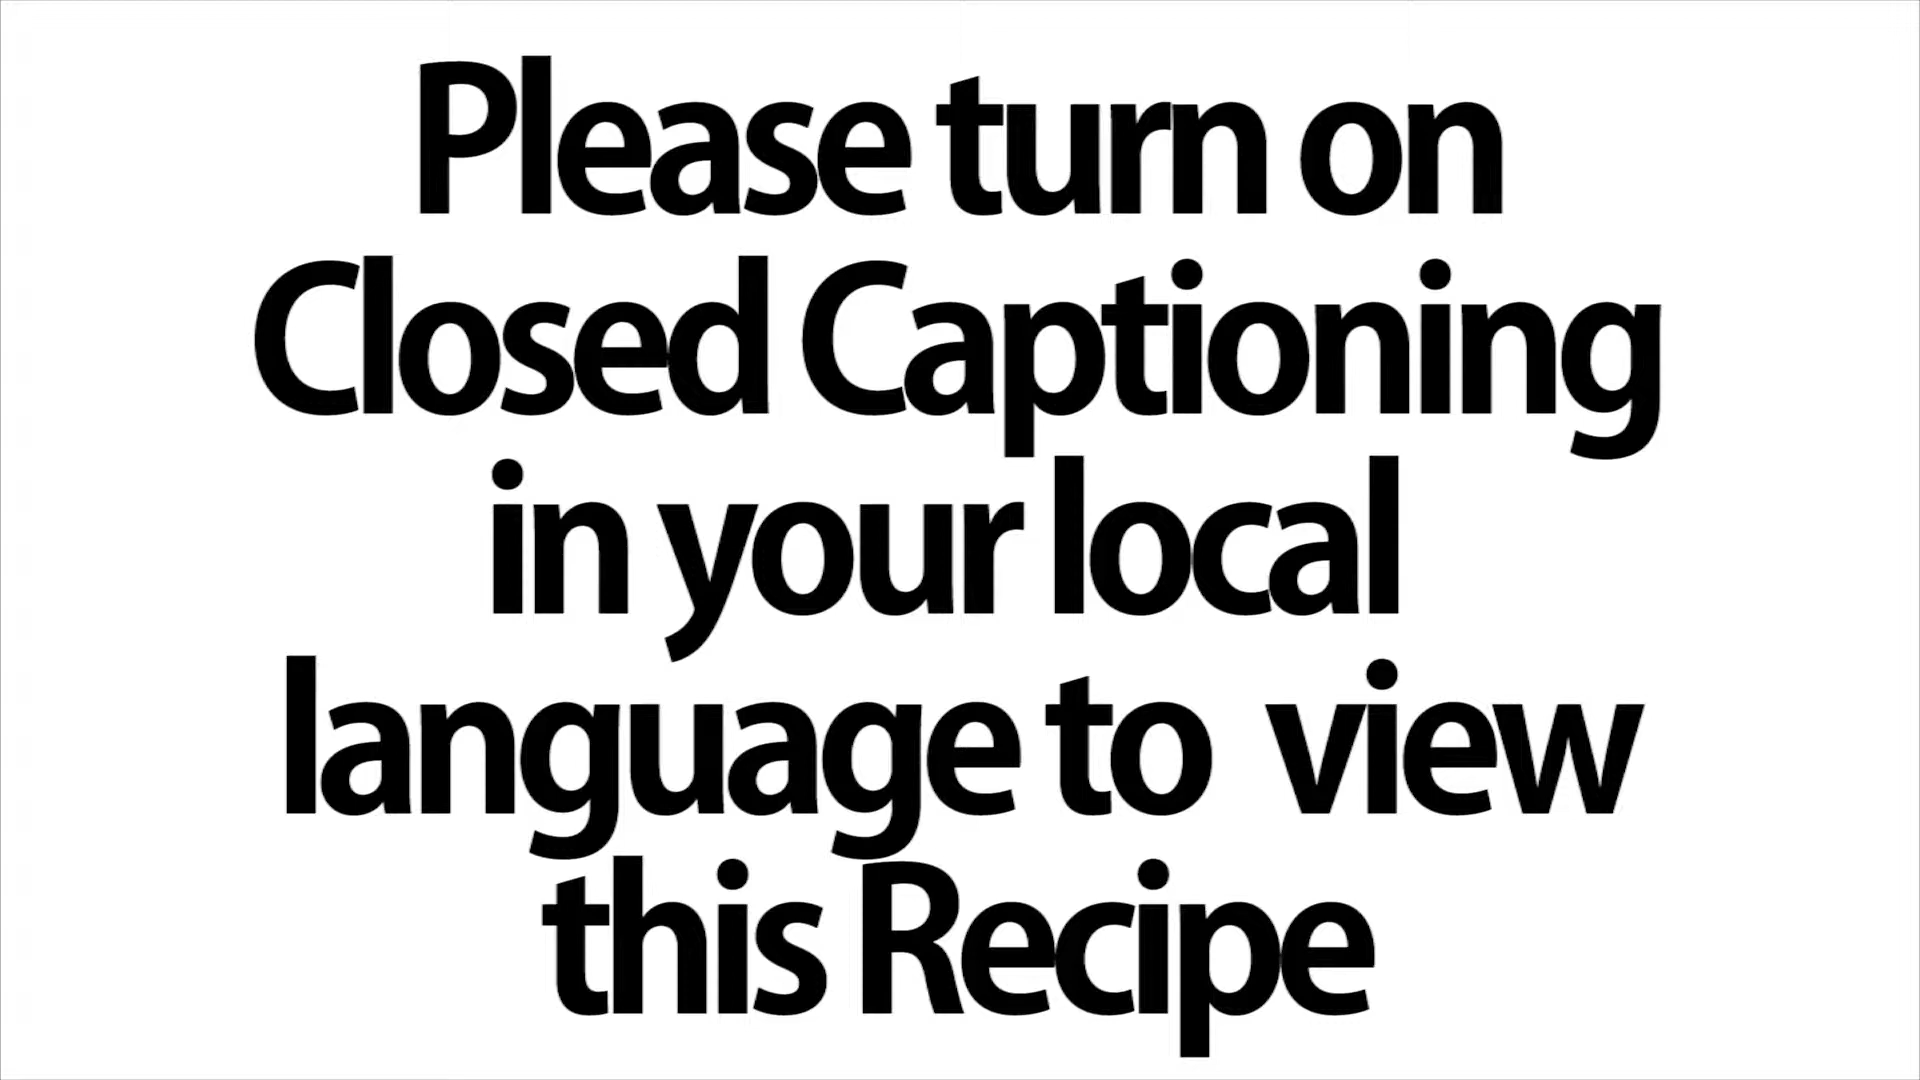 Please turn on
Closed Captioning
in your local
language to  view
this Recipe